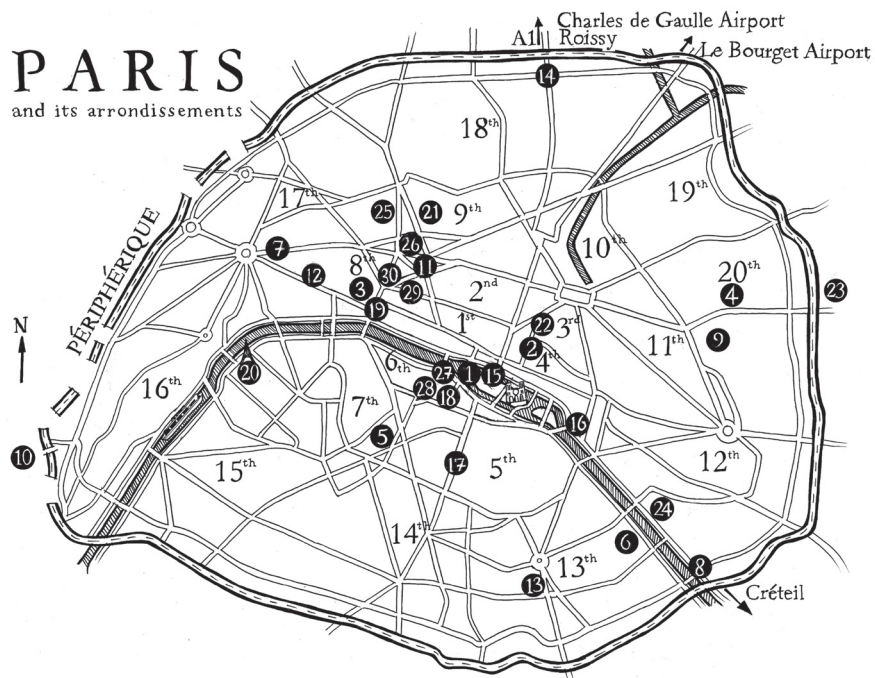 Charles de Gaulle Airport
A1 Roissy
Le Bourget Airport
PARIS
and its arrondissements
14
18th
19th
17th
25
21
9th
PÉRIPHÉRIQUE
7
26
10th
8th
11
12
30
20th
3
29
2nd
4
23
19
1st
22
3rd
N
2
11th
9
4th
6th
27
1
15
20
16th
28
18
7th
16
5
10
17
5th
12th
15th
24
14th
6
13th
8
13
Créteil